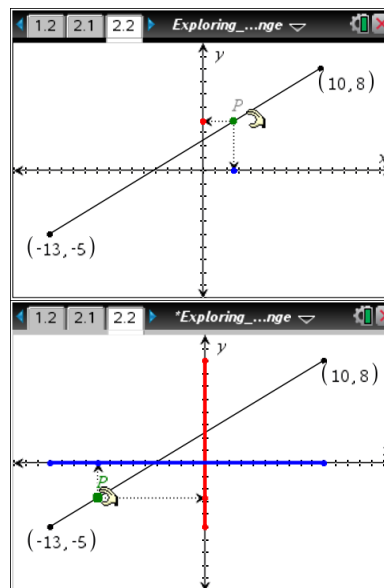 1.2 2.1 2.2 Exploring_...nge
y
(10,8)
P
x
(-13,-5)
1.2 2.1 2.2 *Exploring_...nge
y
(10,8)
P
(-13,-5)